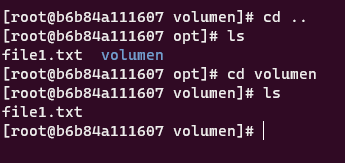 [root@b6b84a111607 volumen]# cd ..
[root@b6b84a111607 opt]# ls
file1.txt  volumen
[root@b6b84a111607 opt]# cd volumen
[root@b6b84a111607 volumen]# ls
file1.txt
[root@b6b84a111607 volumen]#